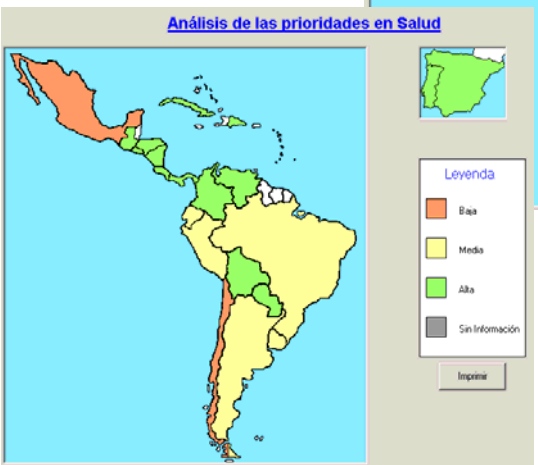 Análisis de las prioridades en Salud
Leyenda
Baja
Media
Alta
Sin Información
Imprimir